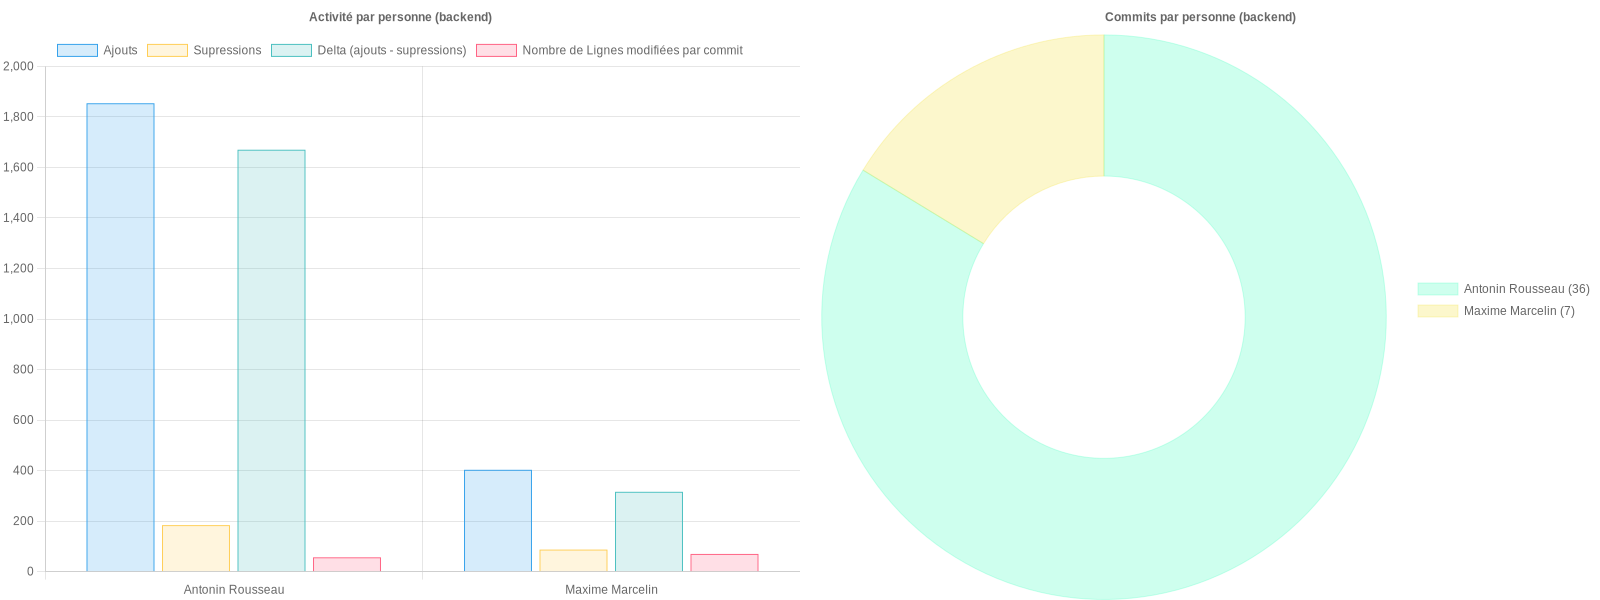 Activité par personne (backend)
Ajouts
Supressions
Delta (ajouts - supressions)
Nombre de Lignes modifiées par commit
2,000
1,800
1,600
1,400
1,200
1,000
800
600
400
200
0
Antonin Rousseau
Maxime Marcelin
Commits par personne (backend)
Antonin Rousseau (36)
Maxime Marcelin (7)